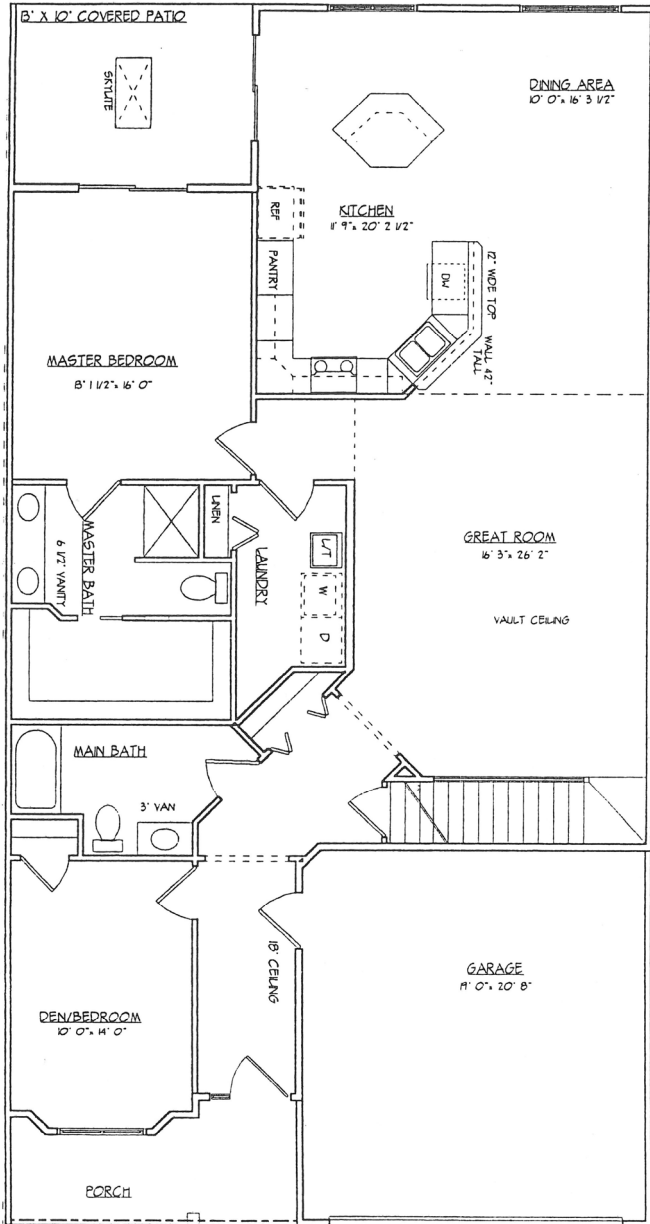 13' X 10' COVERED PATIO
SKYLITE
DINING AREA
10' 0" x 16' 3 1/2"
REF
KITCHEN
11' 9" x 20' 2 1/2"
PANTRY
DW
12" WIDE TOP
WALL 42"
TALL
MASTER BEDROOM
13' 1 1/2" x 16' 0"
LINEN
MASTER BATH
6 1/2' VANITY
LAUNDRY
L/T
W
D
GREAT ROOM
16' 3" x 26' 2"
VAULT CEILING
MAIN BATH
3' VAN
18' CEILING
GARAGE
19' 0" x 20' 8"
DEN/BEDROOM
10' 0" x 14' 0"
PORCH